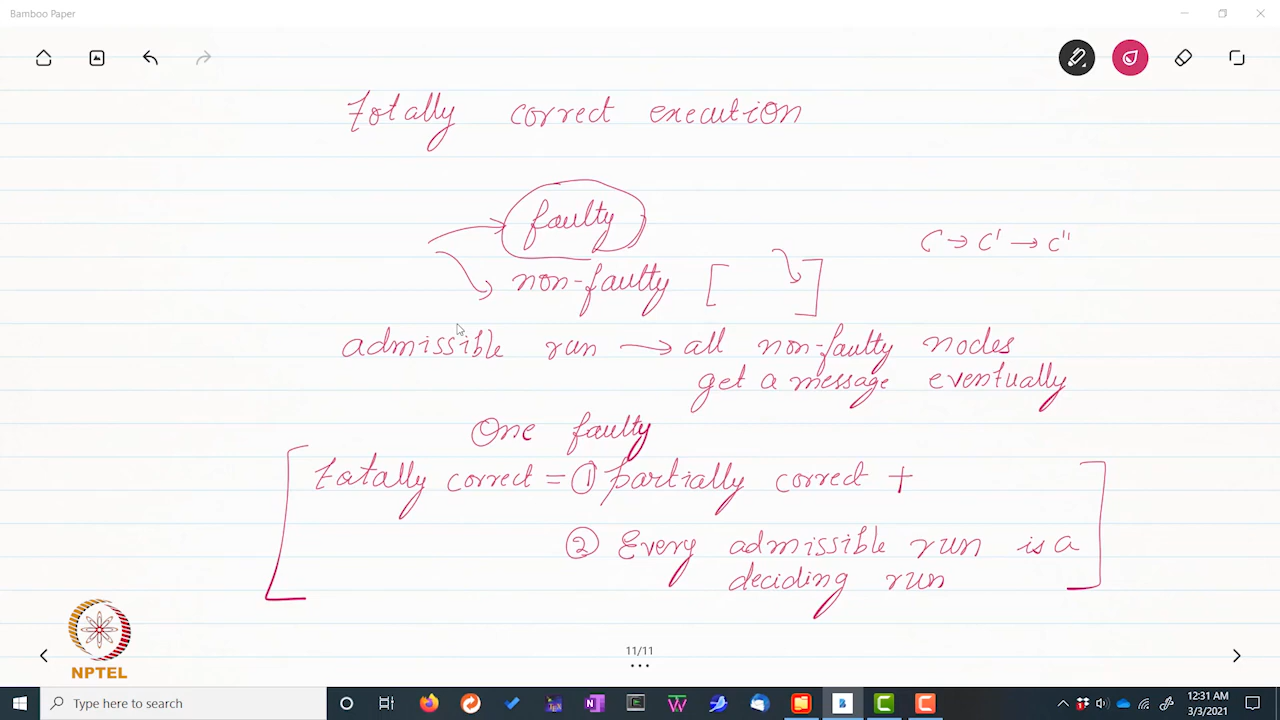 Bamboo Paper
Totally correct execution
faulty
non-faulty [ ]
C → C' → C"
admissible run → all non-faulty nodes
get a message eventually
One faulty
Totally correct = ① partially correct +
② Every admissible run is a
deciding run
NPTEL
11/11
Type here to search
12:31 AM
3/3/2021